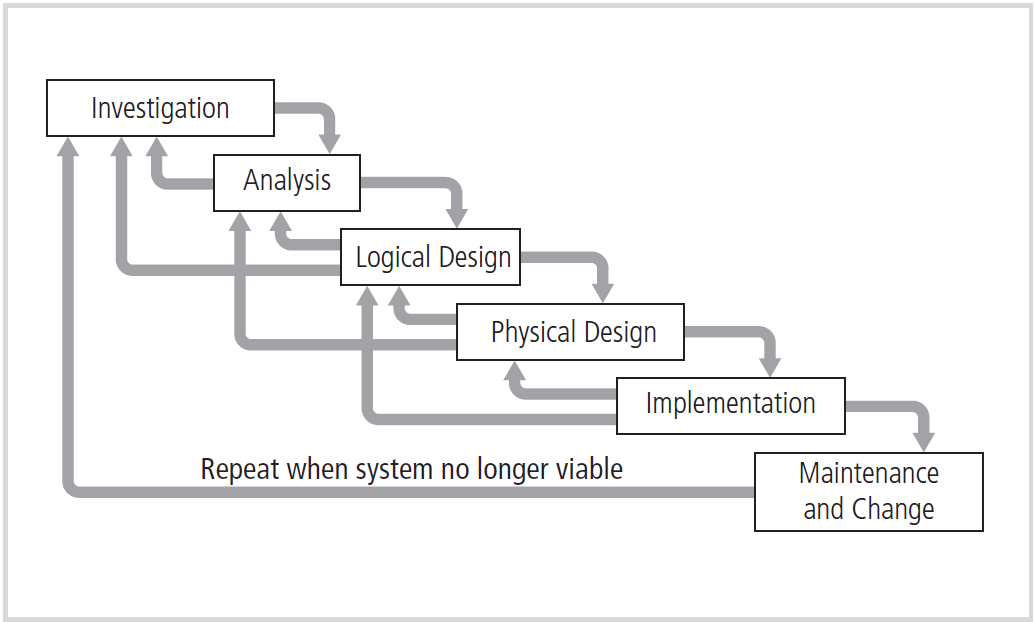 Investigation
Analysis
Logical Design
Physical Design
Implementation
Repeat when system no longer viable
Maintenance
and Change